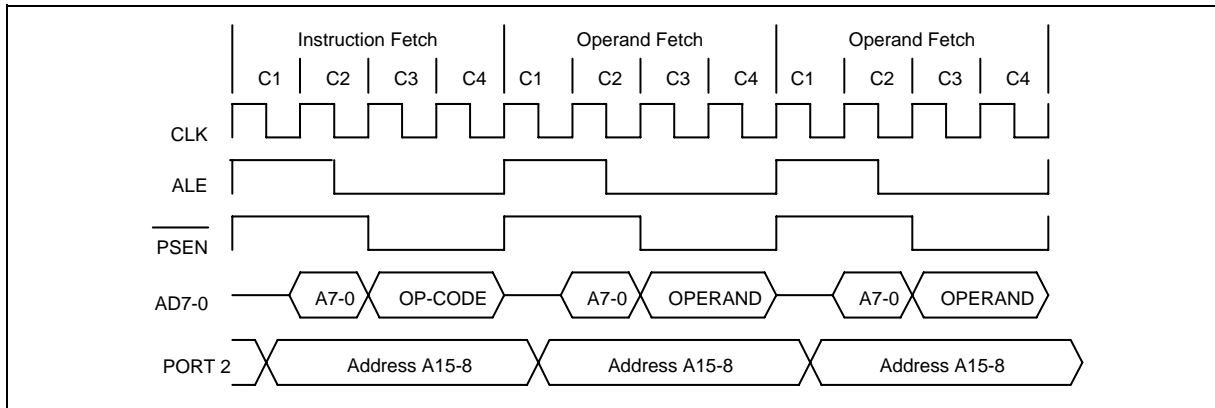 Instruction Fetch Operand Fetch Operand Fetch
C1 C2 C3 C4 C1 C2 C3 C4 C1 C2 C3 C4
CLK
ALE
PSEN
AD7-0 A7-0 OP-CODE A7-0 OPERAND A7-0 OPERAND
PORT 2 Address A15-8 Address A15-8 Address A15-8